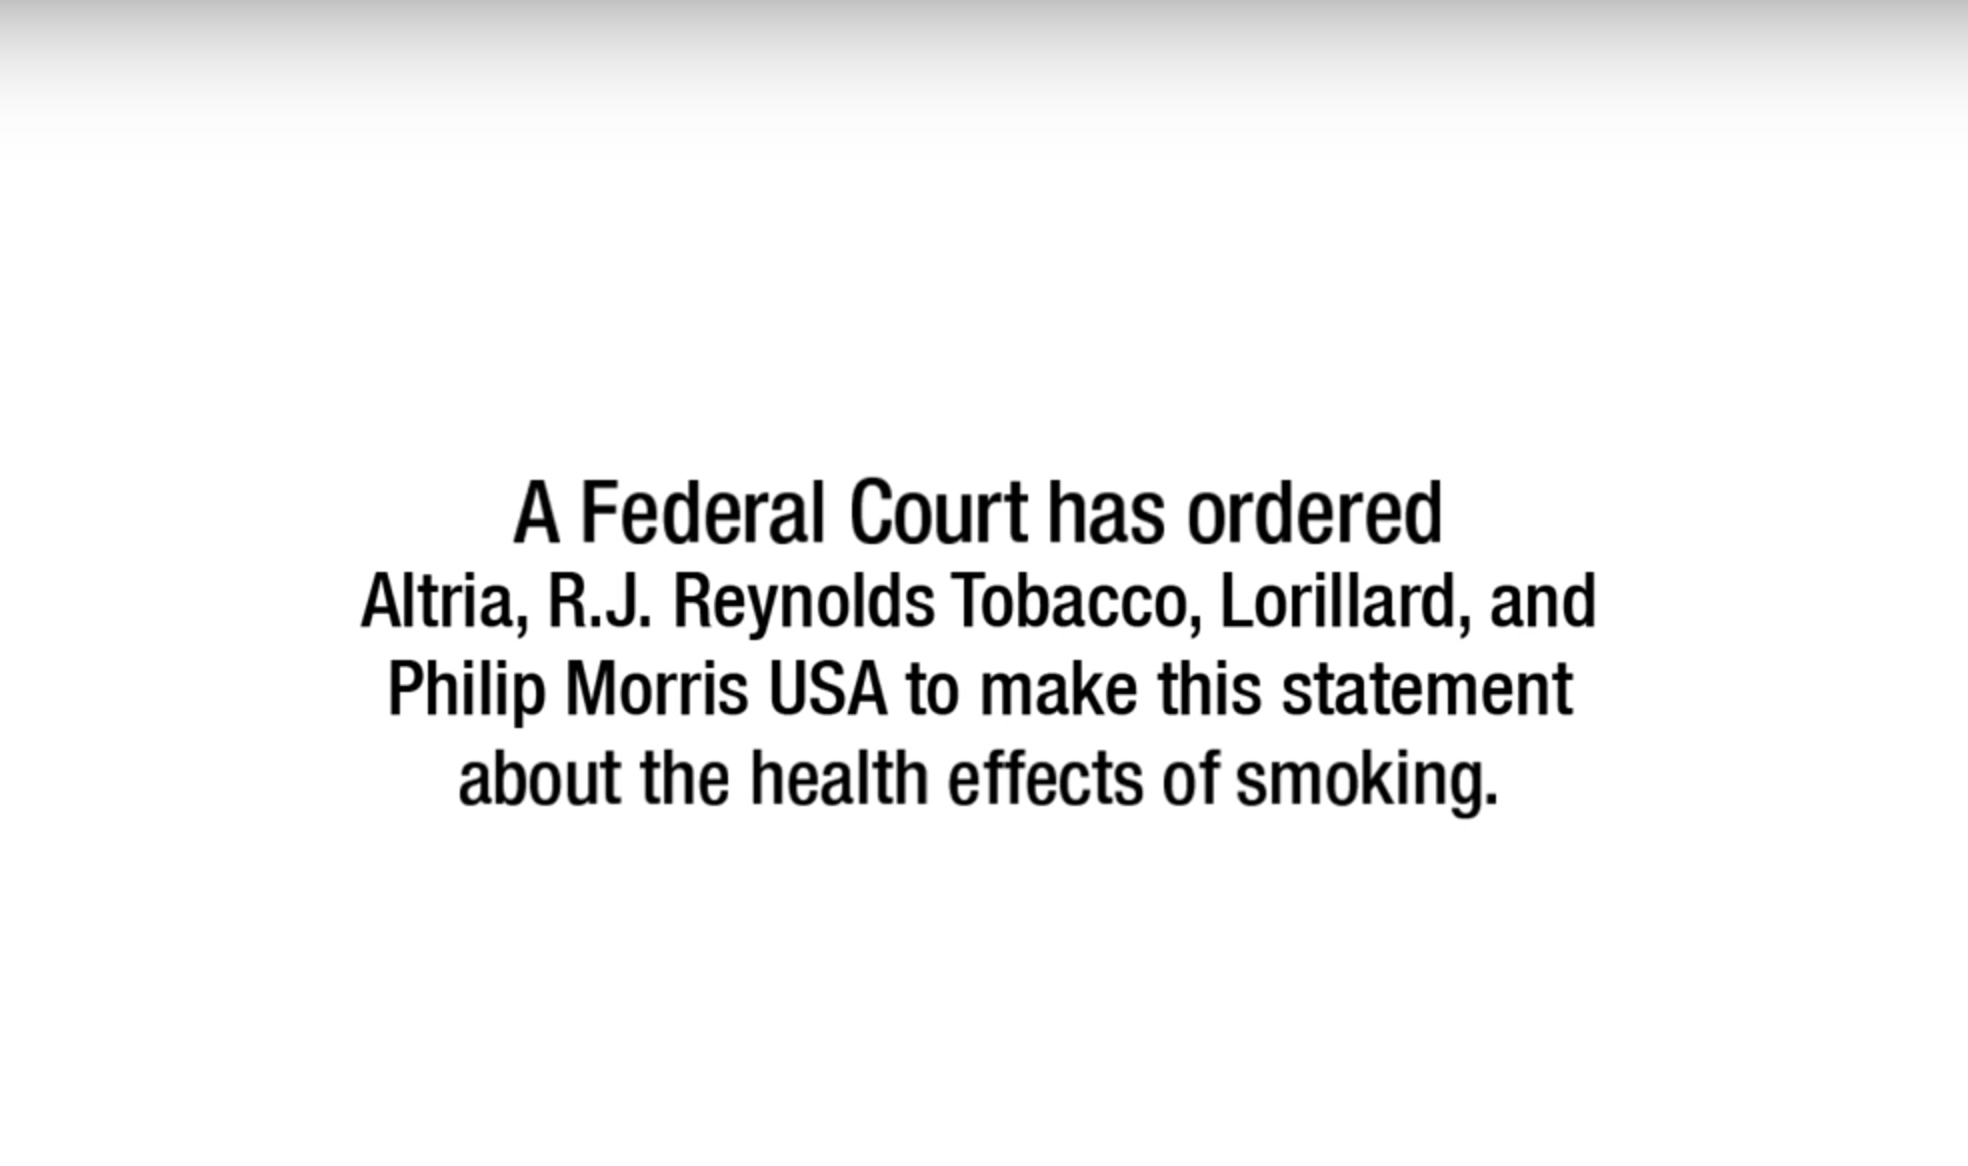 A Federal Court has ordered
Altria, R.J. Reynolds Tobacco, Lorillard, and
Philip Morris USA to make this statement
about the health effects of smoking.